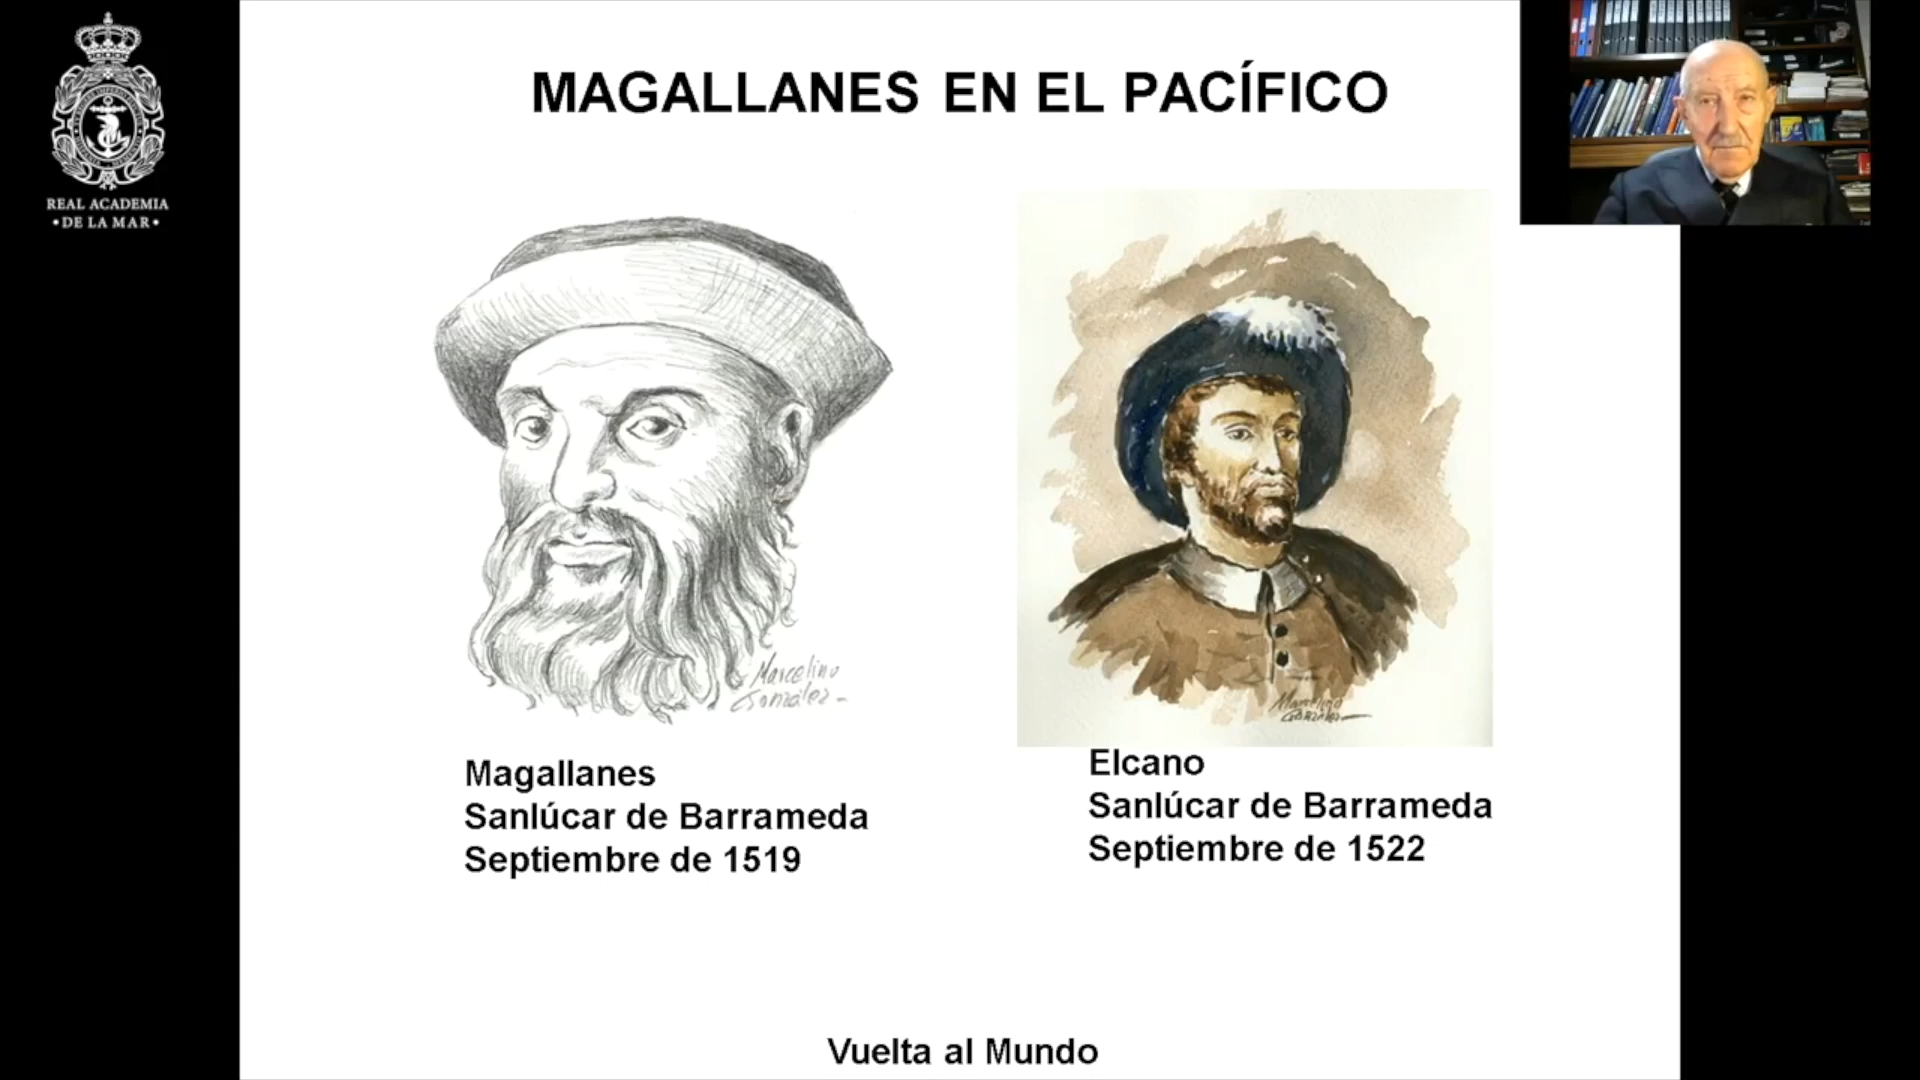 REAL ACADEMIA
•DE LA MAR•
MAGALLANES EN EL PACÍFICO
Marcelino
González
Marcelino
González
Magallanes
Sanlúcar de Barrameda
Septiembre de 1519
Elcano
Sanlúcar de Barrameda
Septiembre de 1522
Vuelta al Mundo